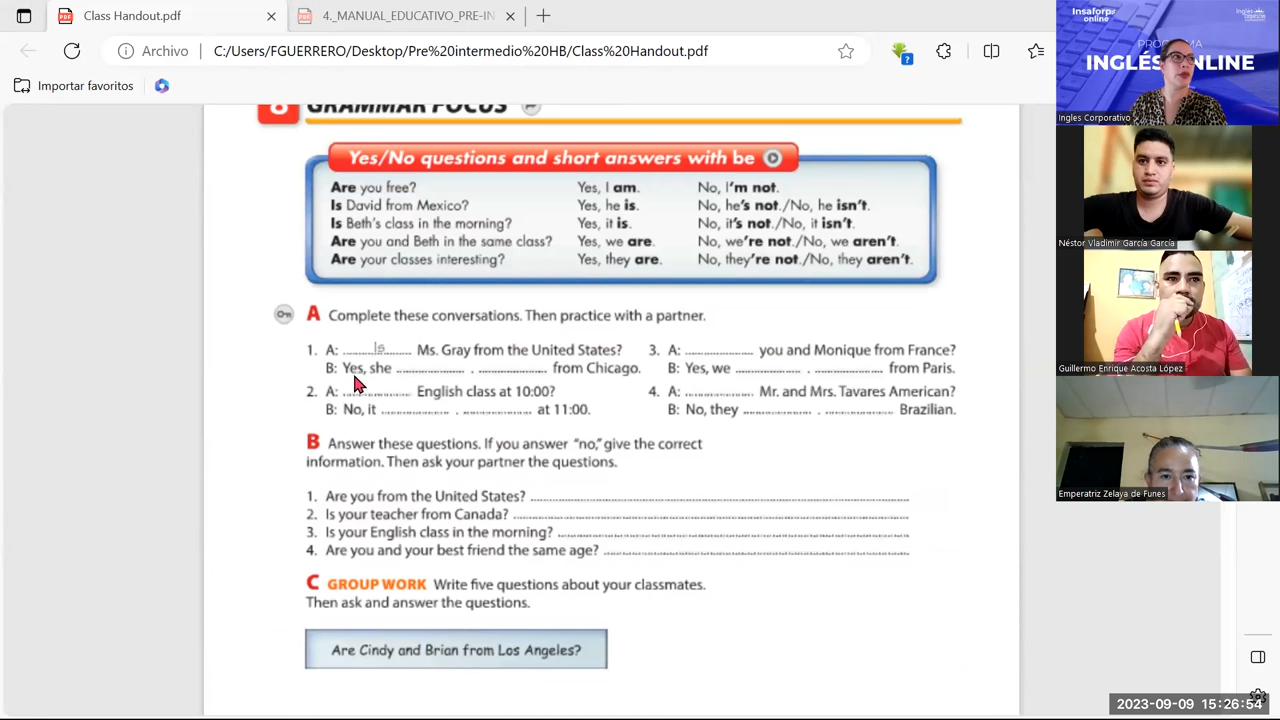 Class Handout.pdf
4._MANUAL_EDUCATIVO_PRE-IN
Archivo
C:/Users/FGUERRERO/Desktop/Pre%20Intermedio%20HB/Class%20Handout.pdf
Importar favoritos
8 GRAMMAR FOCUS
Yes/No questions and short answers with be
Are you free? Yes, I am. No, I'm not.
Is David from Mexico? Yes, he is. No, he's not./No, he isn't.
Is Beth's class in the morning? Yes, it is. No, it's not./No, it isn't.
Are you and Beth in the same class? Yes, we are. No, we're not./No, we aren't.
Are your classes interesting? Yes, they are. No, they're not./No, they aren't.
A Complete these conversations. Then practice with a partner.
1. A: Is Ms. Gray from the United States?
B: Yes, she ............... . ............... from Chicago.
2. A: ............... English class at 10:00?
B: No, it ............... . ............... at 11:00.
3. A: ............... you and Monique from France?
B: Yes, we ............... . ............... from Paris.
4. A: ............... Mr. and Mrs. Tavares American?
B: No, they ............... . ............... Brazilian.
B Answer these questions. If you answer "no," give the correct
information. Then ask your partner the questions.
1. Are you from the United States?
2. Is your teacher from Canada?
3. Is your English class in the morning?
4. Are you and your best friend the same age?
C GROUP WORK Write five questions about your classmates.
Then ask and answer the questions.
Are Cindy and Brian from Los Angeles?
Insaforp
online
PROGRAMA
INGLÉS ONLINE
Ingles Corporativo
Néstor Vladimir García García
Guillermo Enrique Acosta López
Emperatriz Zelaya de Funes
2023-09-09 15:26:54